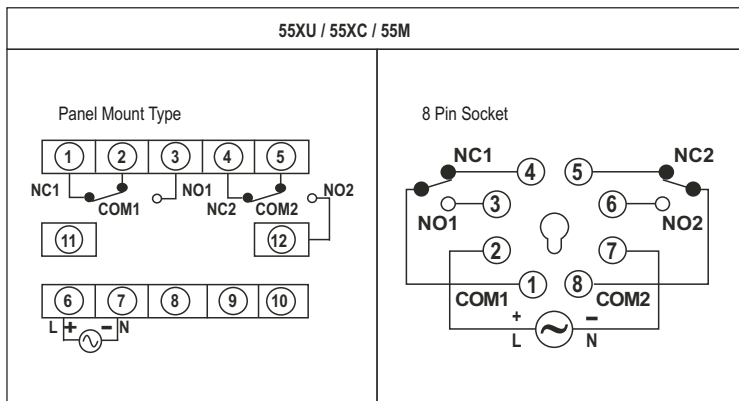 55XU / 55XC / 55M
Panel Mount Type
1 2 3 4 5
NC1 COM1 NO1 NC2 COM2 NO2
11 12
6 7 8 9 10
L + - N
8 Pin Socket
NC1 4 5 NC2
3 6
NO1 NO2
2 7
COM1 1 8 COM2
+ −
L N